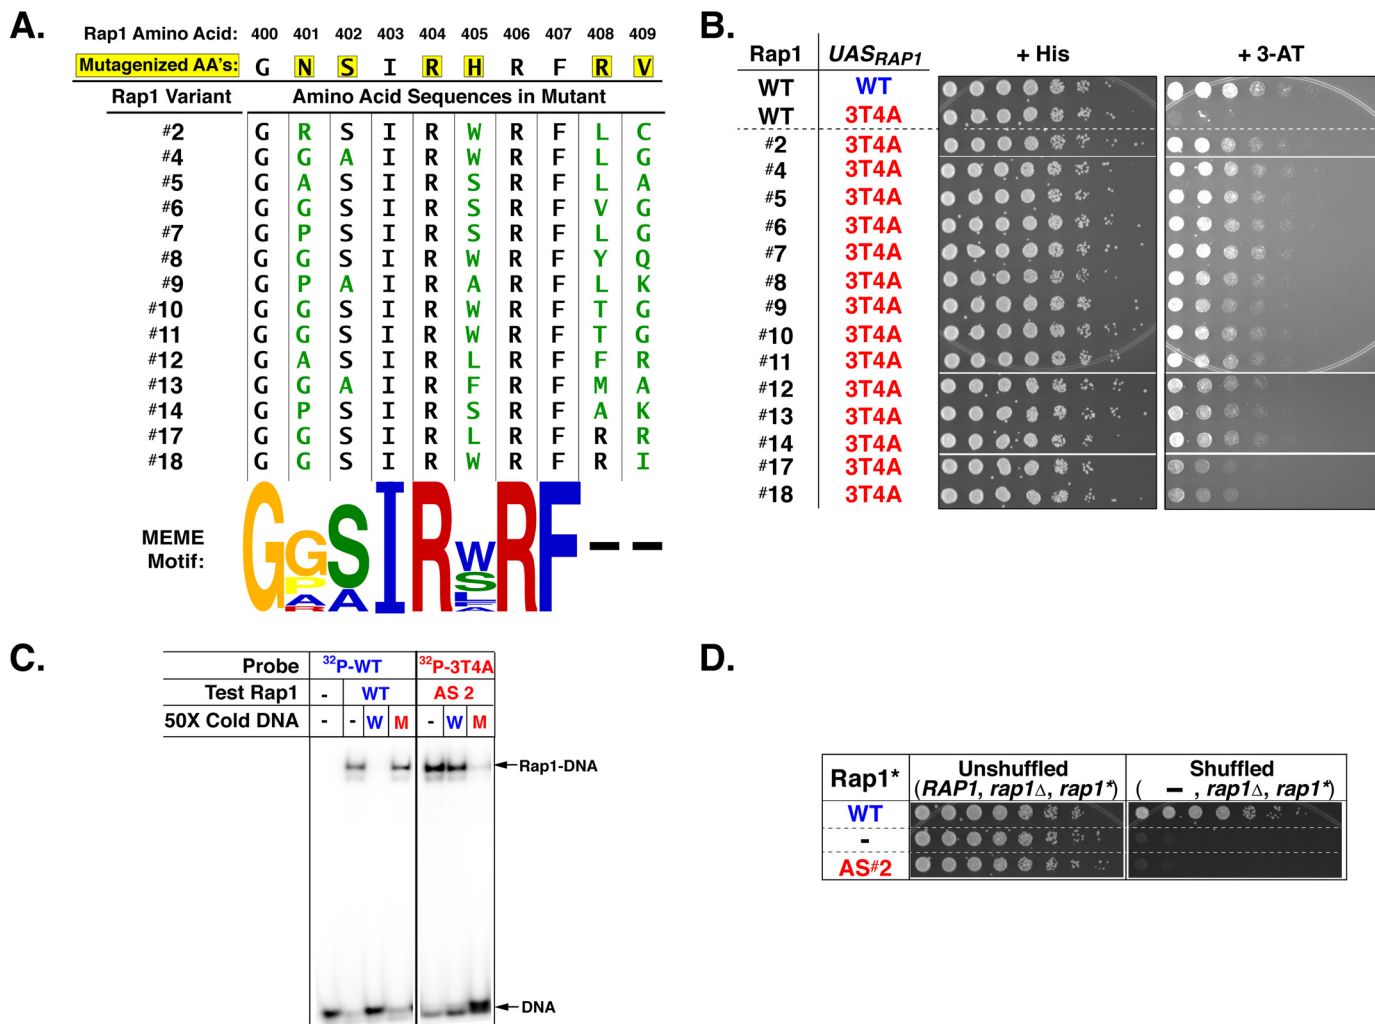 A.
Rap1 Amino Acid: 400 401 402 403 404 405 406 407 408 409
Mutagenized AA's: G N S I R H R F R V
Rap1 Variant Amino Acid Sequences in Mutant
#2 G R S I R W R F L C
#4 G G A I R W R F L G
#5 G A S I R S R F L A
#6 G G S I R S R F V G
#7 G P S I R S R F L G
#8 G G S I R W R F Y Q
#9 G P A I R A R F L K
#10 G G S I R W R F T G
#11 G G S I R W R F T G
#12 G A S I R L R F F R
#13 G G A I R F R F M A
#14 G P S I R S R F A K
#17 G G S I R L R F R R
#18 G G S I R W R F R I
MEME
Motif:
G G S I R W R F - -
P A S
A L
R A
B.
Rap1 UASRAP1 + His + 3-AT
WT WT
WT 3T4A
#2 3T4A
#4 3T4A
#5 3T4A
#6 3T4A
#7 3T4A
#8 3T4A
#9 3T4A
#10 3T4A
#11 3T4A
#12 3T4A
#13 3T4A
#14 3T4A
#17 3T4A
#18 3T4A
C.
Probe 32P-WT 32P-3T4A
Test Rap1 - WT AS 2
50X Cold DNA - - W M - W M
Rap1-DNA
DNA
D.
Rap1* Unshuffled Shuffled
(RAP1, rap1Δ, rap1*) ( – , rap1Δ, rap1*)
WT
-
AS#2